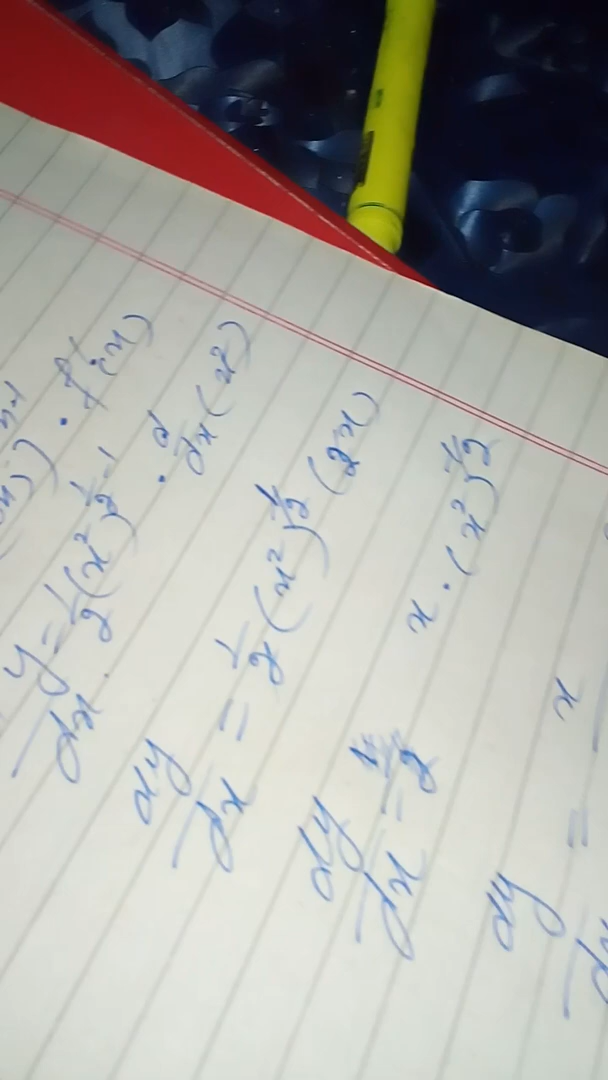 )) · f'(x)
dy/dx = 1/2 (x²)^(1/2 - 1) · d/dx (x²)
dy/dx = 1/2 (x²)^(1/2) (2x)
dy/dx = x · (x²)^(1/2)
dy/dx = x